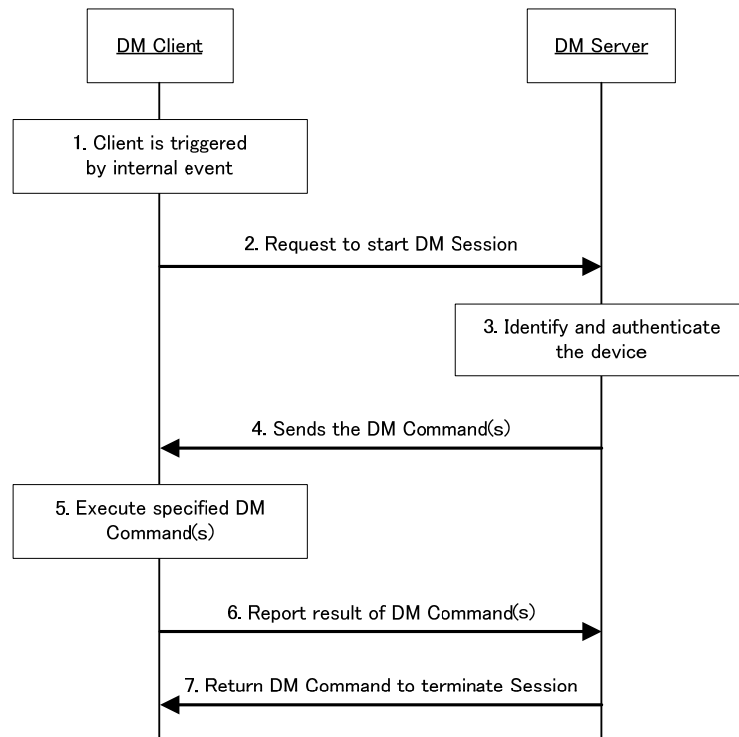 DM Client
DM Server
1. Client is triggered
by internal event
2. Request to start DM Session
3. Identify and authenticate
the device
4. Sends the DM Command(s)
5. Execute specified DM
Command(s)
6. Report result of DM Command(s)
7. Return DM Command to terminate Session